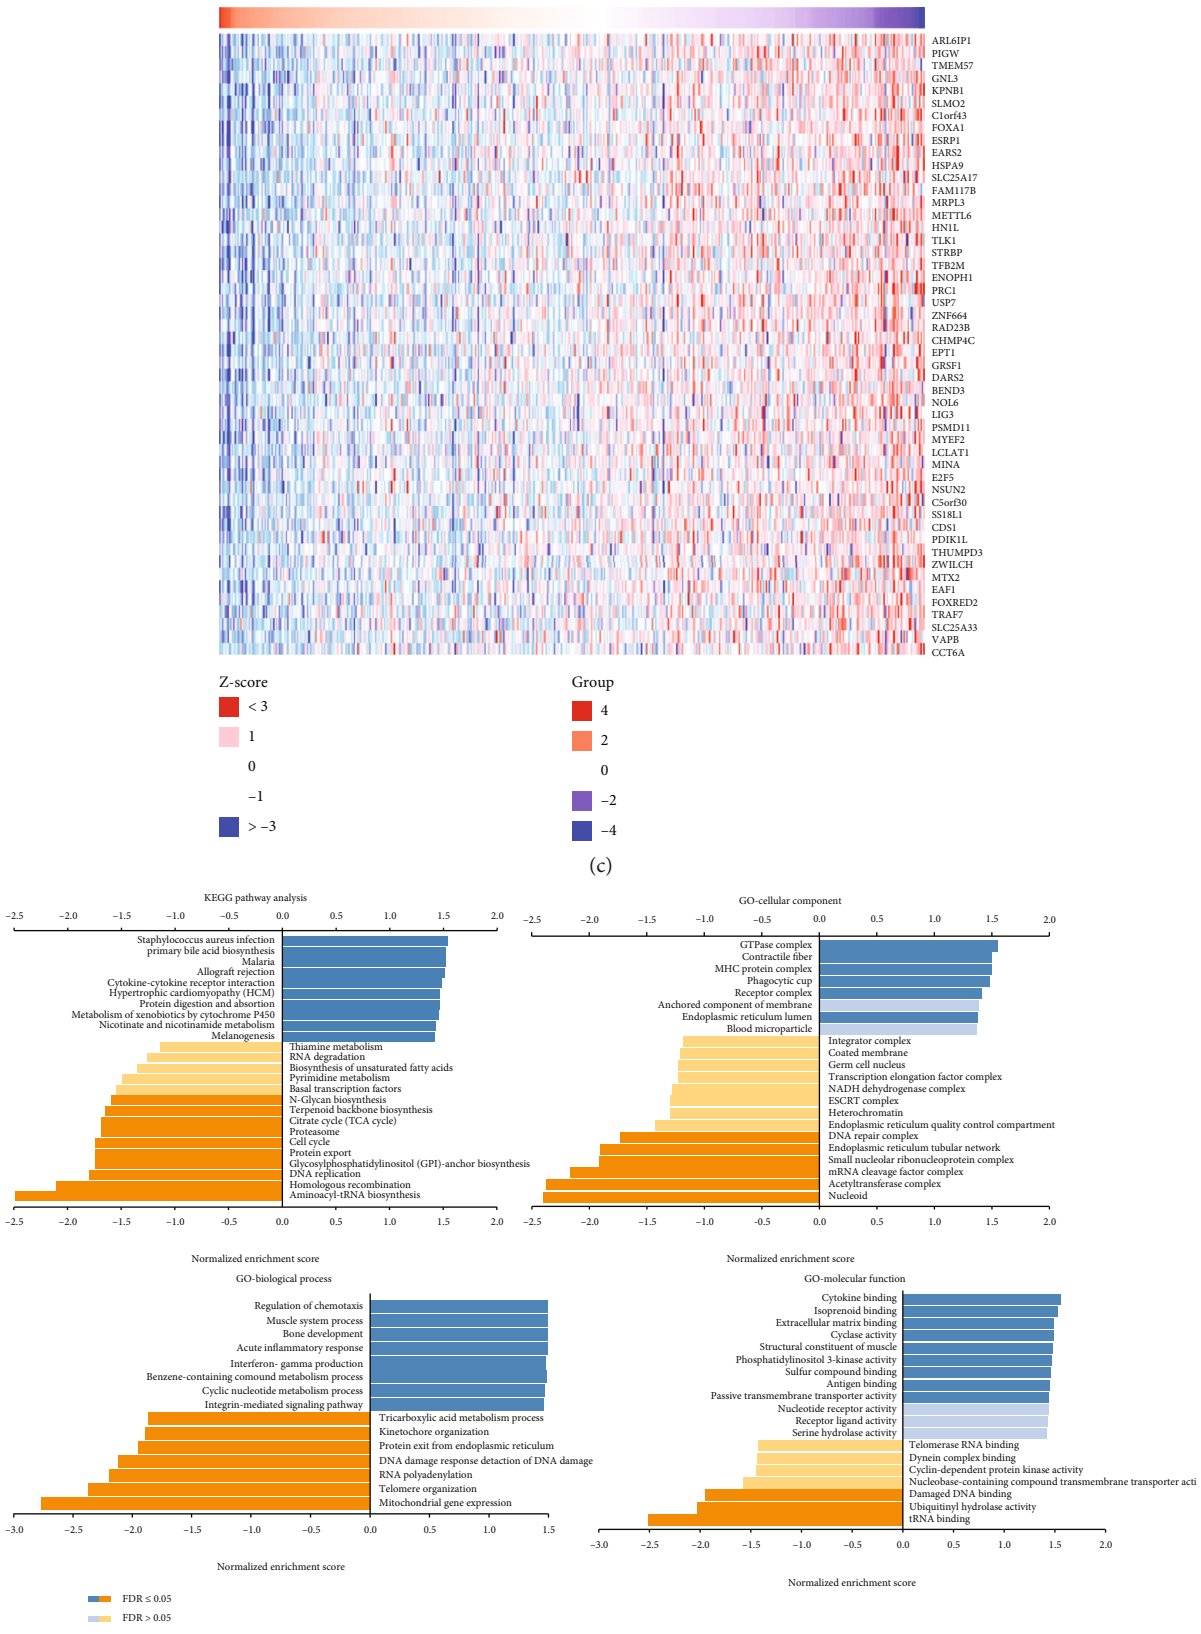 ARL6IP1
PIGW
TMEM57
GNL3
KPNB1
SLMO2
C1orf43
FOXA1
ESRP1
EARS2
HSPA9
SLC25A17
FAM117B
MRPL3
METTL6
HN1L
TLK1
STRBP
TFB2M
ENOPH1
PRC1
USP7
ZNF664
RAD23B
CHMP4C
EPT1
GRSF1
DARS2
BEND3
NOL6
LIG3
PSMD11
MYEF2
LCLAT1
MINA
E2F5
NSUN2
C5orf30
SS18L1
CDS1
PDIK1L
THUMPD3
ZWILCH
MTX2
EAF1
FOXRED2
TRAF7
SLC25A33
VAPB
CCT6A
Z-score
< 3
1
0
–1
> –3
Group
4
2
0
–2
–4
(c)
KEGG pathway analysis
–2.5 –2.0 –1.5 –1.0 –0.5 0.0 0.5 1.0 1.5 2.0
Staphylococcus aureus infection
primary bile acid biosynthesis
Malaria
Allograft rejection
Cytokine-cytokine receptor interaction
Hypertrophic cardiomyopathy (HCM)
Protein digestion and absortion
Metabolism of xenobiotics by cytochrome P450
Nicotinate and nicotinamide metabolism
Melanogenesis
Thiamine metabolism
RNA degradation
Biosynthesis of unsaturated fatty acids
Pyrimidine metabolism
Basal transcription factors
N-Glycan biosynthesis
Terpenoid backbone biosynthesis
Citrate cycle (TCA cycle)
Proteasome
Cell cycle
Protein export
Glycosylphosphatidylinositol (GPI)-anchor biosynthesis
DNA replication
Homologous recombination
Aminoacyl-tRNA biosynthesis
–2.5 –2.0 –1.5 –1.0 –0.5 0.0 0.5 1.0 1.5 2.0
Normalized enrichment score
GO-cellular component
–2.5 –2.0 –1.5 –1.0 –0.5 0.0 0.5 1.0 1.5 2.0
GTPase complex
Contractile fiber
MHC protein complex
Phagocytic cup
Receptor complex
Anchored component of membrane
Endoplasmic reticulum lumen
Blood microparticle
Integrator complex
Coated membrane
Germ cell nucleus
Transcription elongation factor complex
NADH dehydrogenase complex
ESCRT complex
Heterochromatin
Endoplasmic reticulum quality control compartment
DNA repair complex
Endoplasmic reticulum tubular network
Small nucleolar ribonucleoprotein complex
mRNA cleavage factor complex
Acetyltransferase complex
Nucleoid
–2.5 –2.0 –1.5 –1.0 –0.5 0.0 0.5 1.0 1.5 2.0
Normalized enrichment score
GO-biological process
Regulation of chemotaxis
Muscle system process
Bone development
Acute inflammatory response
Interferon- gamma production
Benzene-containing comound metabolism process
Cyclic nucleotide metabolism process
Integrin-mediated signaling pathway
Tricarboxylic acid metabolism process
Kinetochore organization
Protein exit from endoplasmic reticulum
DNA damage response detaction of DNA damage
RNA polyadenylation
Telomere organization
Mitochondrial gene expression
–3.0 –2.5 –2.0 –1.5 –1.0 –0.5 0.0 0.5 1.0 1.5
Normalized enrichment score
GO-molecular function
Cytokine binding
Isoprenoid binding
Extracellular matrix binding
Cyclase activity
Structural constituent of muscle
Phosphatidylinositol 3-kinase activity
Sulfur compound binding
Antigen binding
Passive transmembrane transporter activity
Nucleotide receptor activity
Receptor ligand activity
Serine hydrolase activity
Telomerase RNA binding
Dynein complex binding
Cyclin-dependent protein kinase activity
Nucleobase-containing compound transmembrane transporter acti
Damaged DNA binding
Ubiquitinyl hydrolase activity
tRNA binding
–3.0 –2.5 –2.0 –1.5 –1.0 –0.5 0.0 0.5 1.0 1.5 2.0
Normalized enrichment score
FDR ≤ 0.05
FDR > 0.05